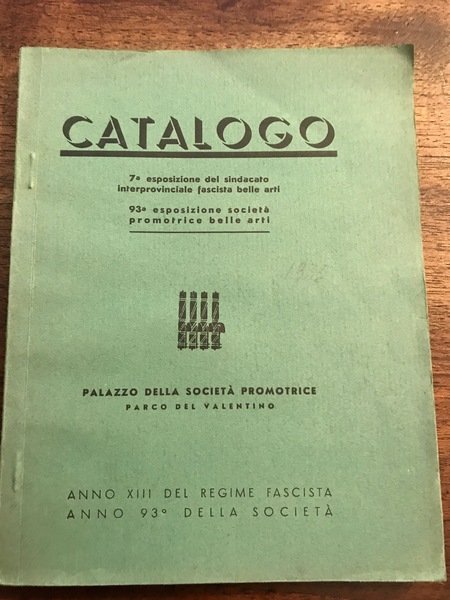 CATALOGO
7ª esposizione del sindacato
interprovinciale fascista belle arti
93ª esposizione società
promotrice belle arti
PALAZZO DELLA SOCIETÀ PROMOTRICE
PARCO DEL VALENTINO
ANNO XIII DEL REGIME FASCISTA
ANNO 93º DELLA SOCIETÀ